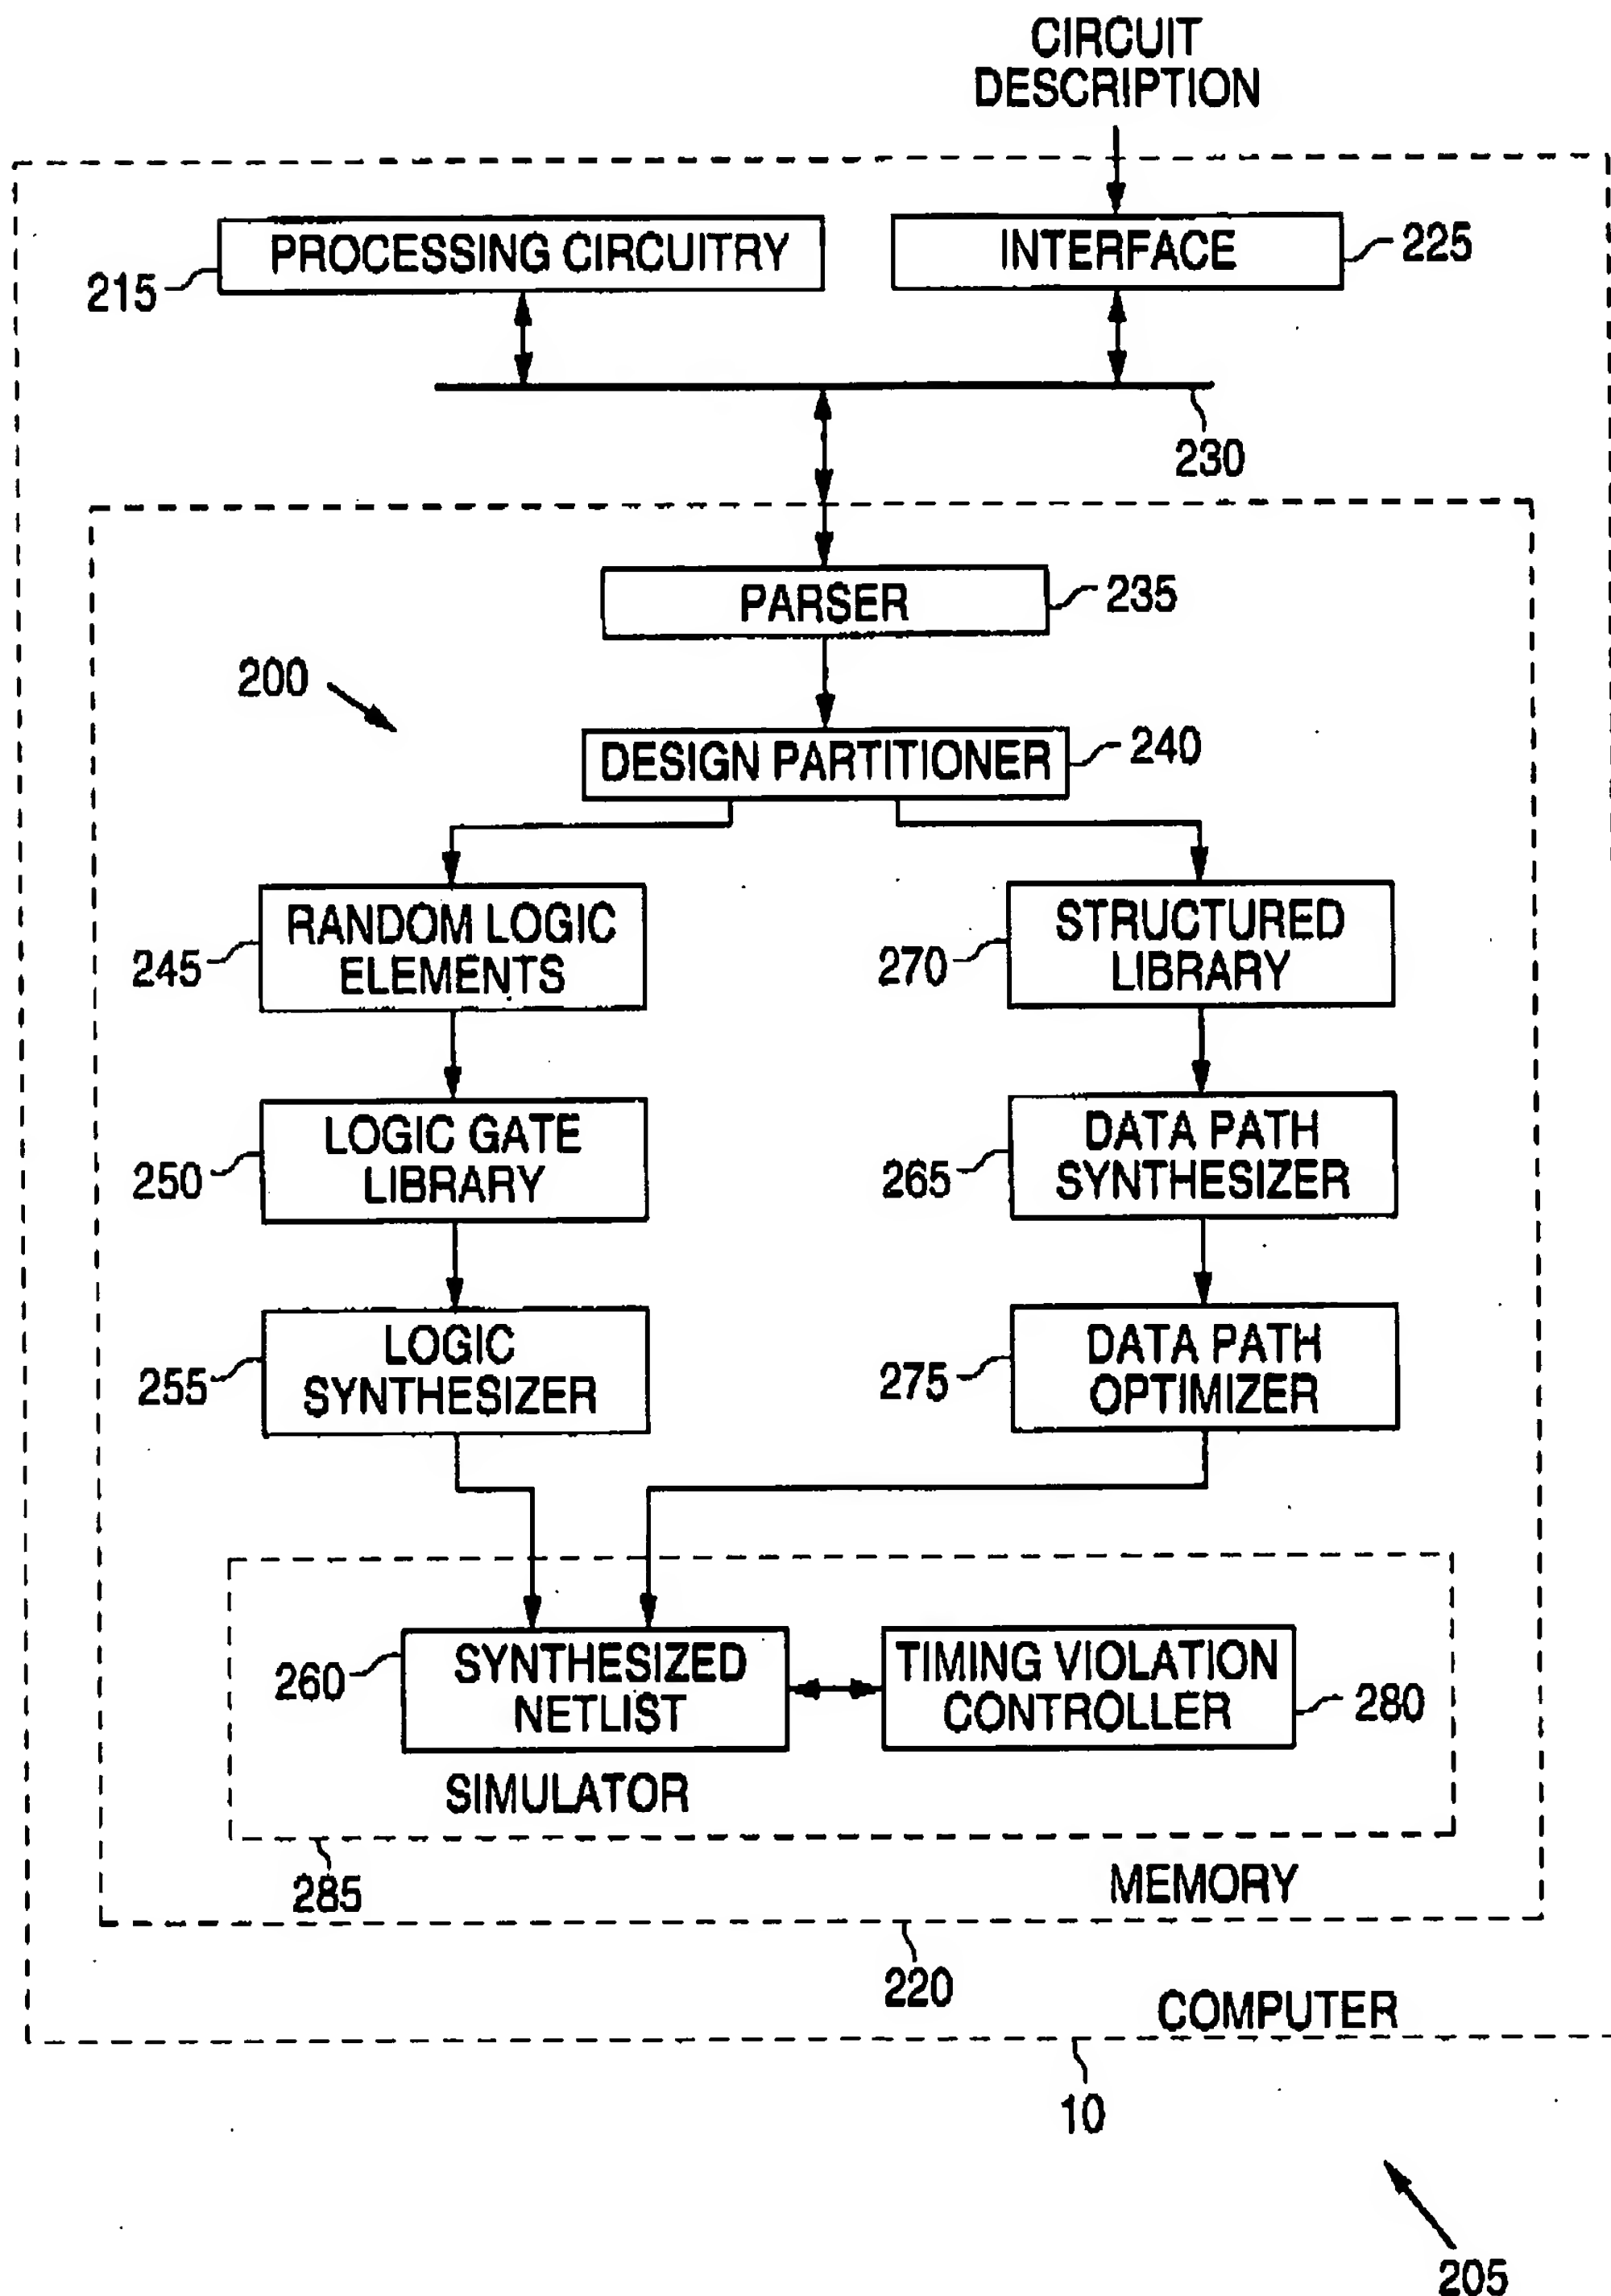 CIRCUIT
DESCRIPTION
PROCESSING CIRCUITRY
INTERFACE
225
215
230
PARSER
235
200
DESIGN PARTITIONER
240
RANDOM LOGIC
ELEMENTS
245
STRUCTURED
LIBRARY
270
LOGIC GATE
LIBRARY
250
DATA PATH
SYNTHESIZER
265
LOGIC
SYNTHESIZER
255
DATA PATH
OPTIMIZER
275
SYNTHESIZED
NETLIST
260
TIMING VIOLATION
CONTROLLER
280
SIMULATOR
285
MEMORY
220
COMPUTER
10
205